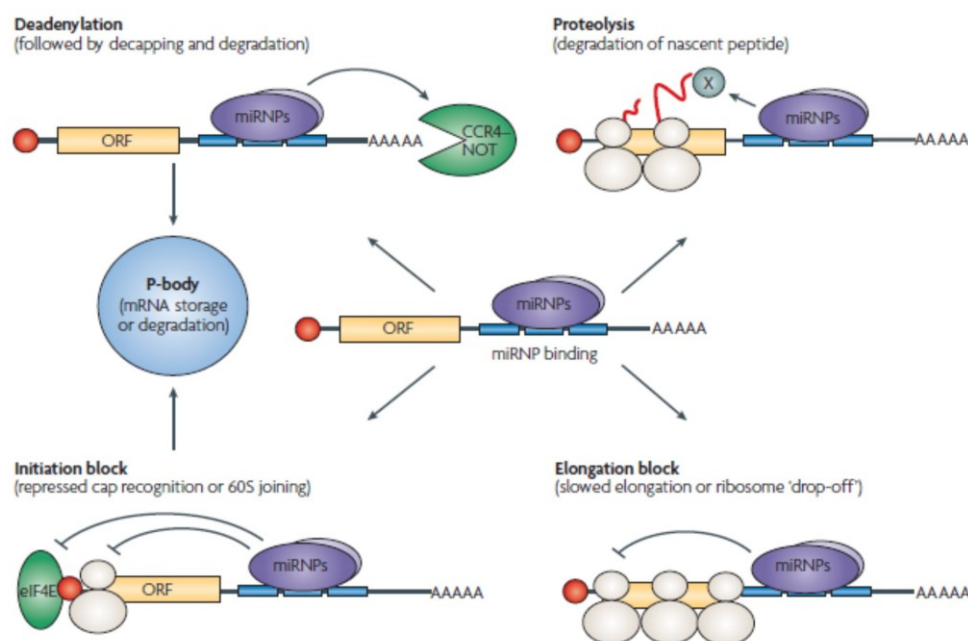 Deadenylation
(followed by decapping and degradation)
miRNPs
ORF
AAAAA
CCR4–
NOT
Proteolysis
(degradation of nascent peptide)
X
miRNPs
AAAAA
P-body
(mRNA storage
or degradation)
miRNPs
ORF
AAAAA
miRNP binding
Initiation block
(repressed cap recognition or 60S joining)
eIF4E
ORF
miRNPs
AAAAA
Elongation block
(slowed elongation or ribosome ‘drop-off’)
miRNPs
AAAAA